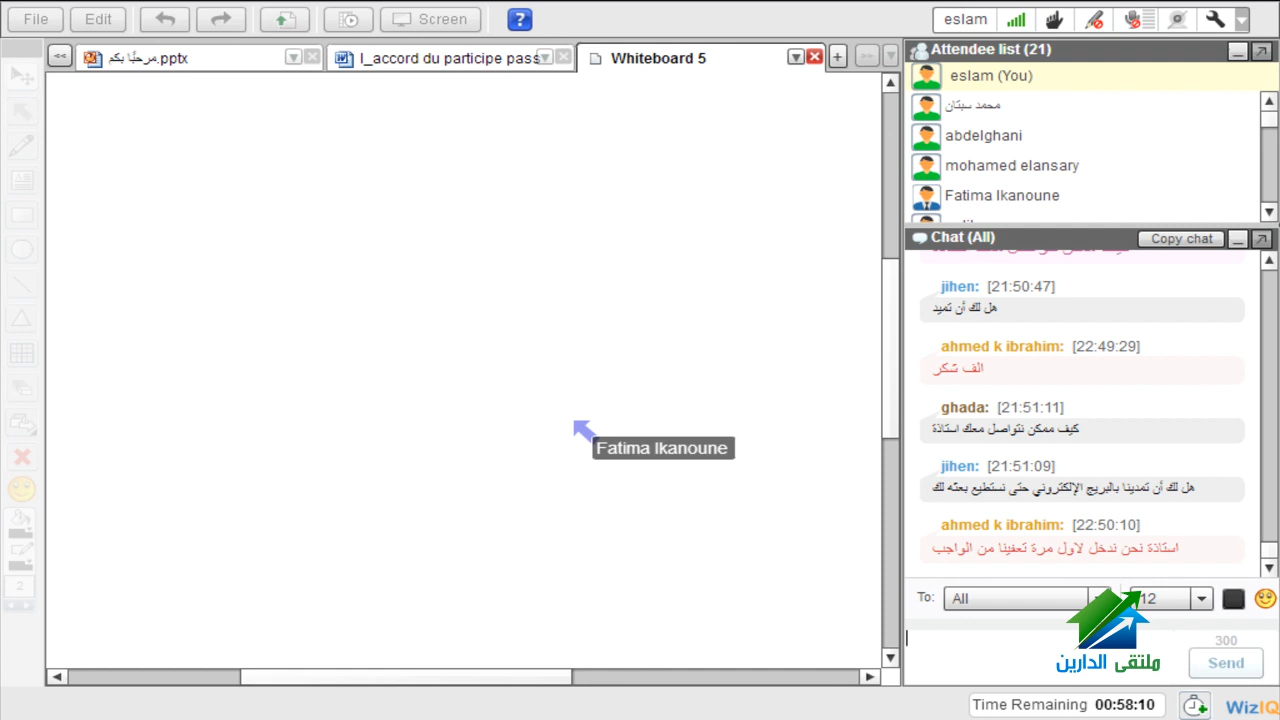 File Edit Screen ? eslam
<< مرحبًا بكم.pptx l_accord du participe pass Whiteboard 5 + >>
Attendee list (21)
eslam (You)
محمد سبتان
abdelghani
mohamed elansary
Fatima Ikanoune
Chat (All) Copy chat
jihen: [21:50:47]
هل لك أن تميد
ahmed k ibrahim: [22:49:29]
الف شكر
ghada: [21:51:11]
كيف ممكن نتواصل معك استاذة
jihen: [21:51:09]
هل لك أن تمدينا بالبريج الإلكتروني حتى نستطيع بعثه لك
ahmed k ibrahim: [22:50:10]
استاذة نحن ندخل لاول مرة تعفينا من الواجب
Fatima Ikanoune
2
To: All 12
300
Send
ملتقى الدارين
Time Remaining 00:58:10
WizIQ